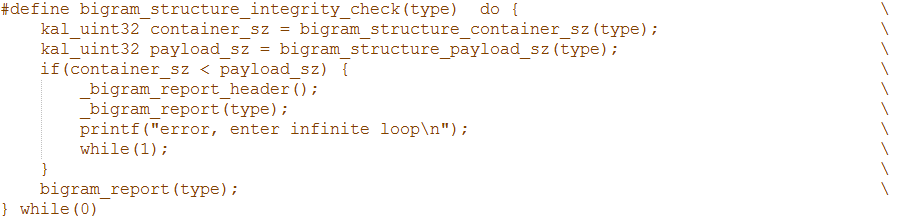 #define bigram_structure_integrity_check(type)  do { \
    kal_uint32 container_sz = bigram_structure_container_sz(type); \
    kal_uint32 payload_sz = bigram_structure_payload_sz(type); \
    if(container_sz < payload_sz) { \
        _bigram_report_header(); \
        _bigram_report(type); \
        printf("error, enter infinite loop\n"); \
        while(1); \
    } \
    bigram_report(type); \
} while(0)